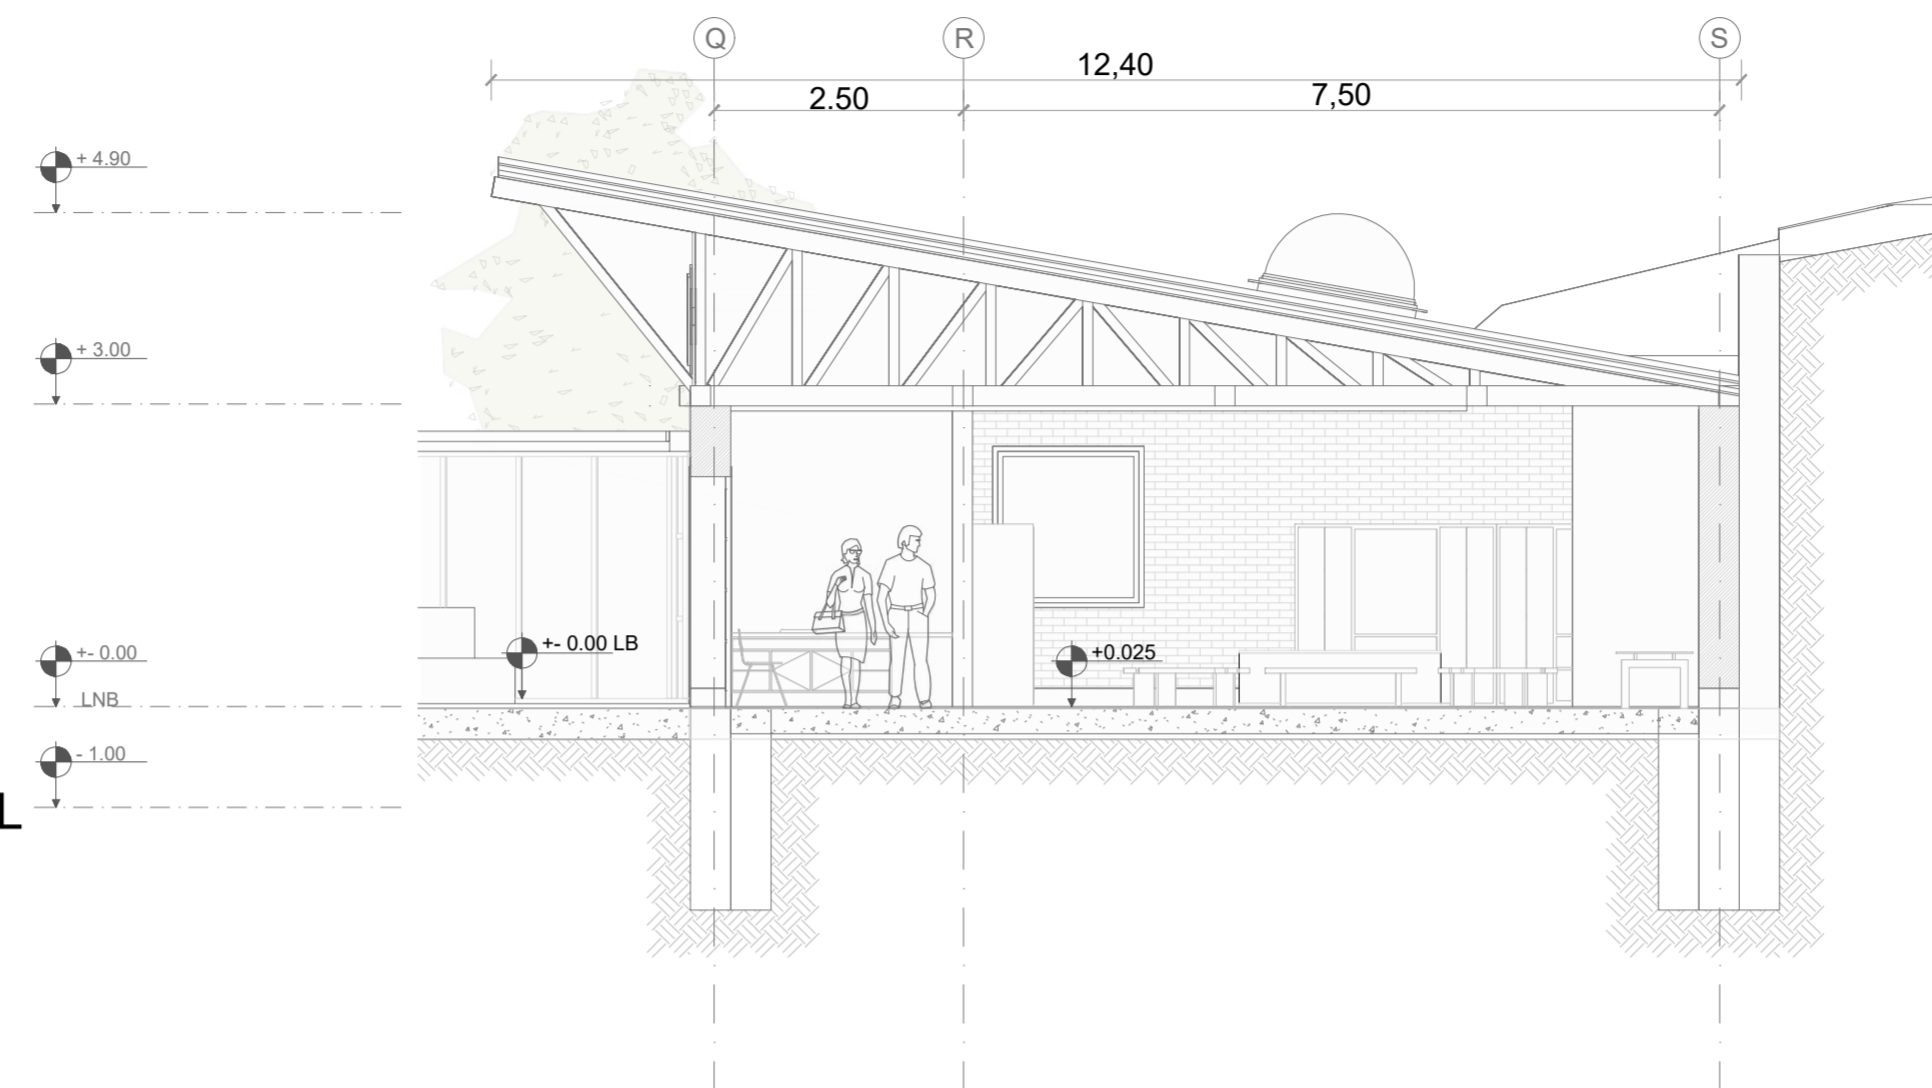 Q R S
12,40
2.50 7,50
+ 4.90
+ 3.00
+- 0.00
LNB
- 1.00
+- 0.00 LB
+0.025
L